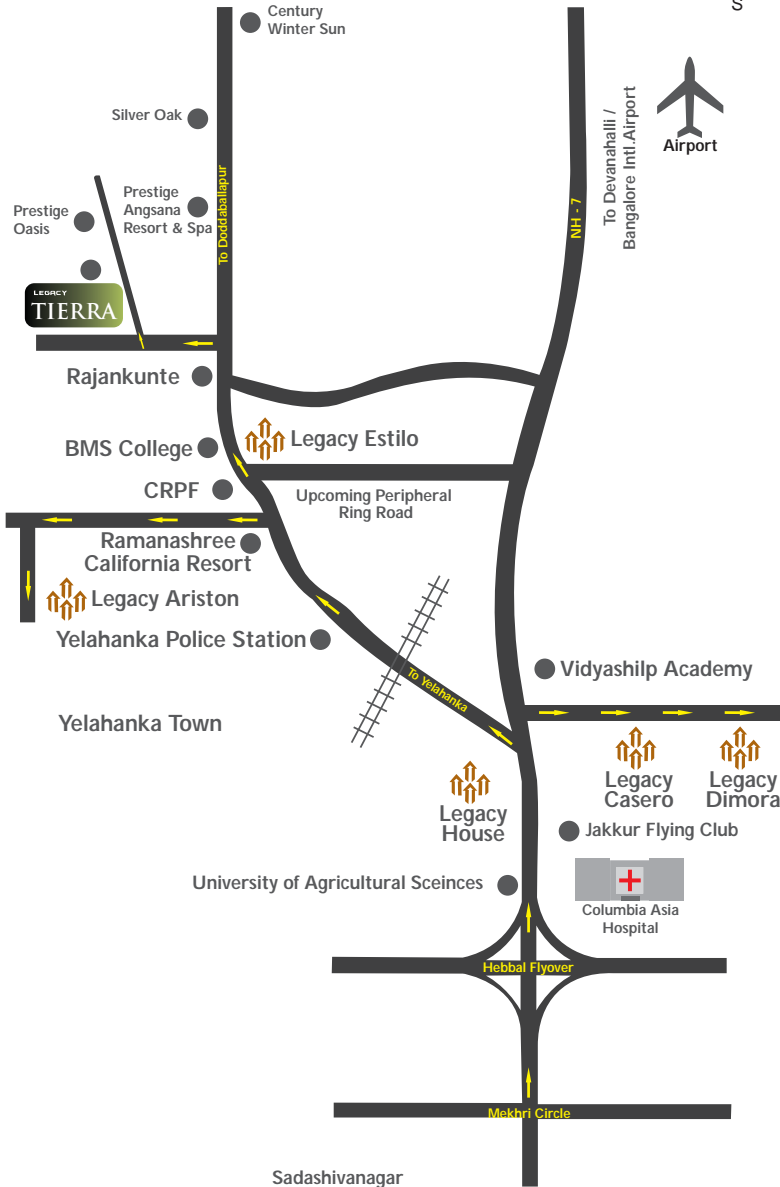 S
Century
Winter Sun
Silver Oak
Airport
To Devanahalli /
Bangalore Intl.Airport
NH - 7
To Doddaballapur
Prestige
Angsana
Resort & Spa
Prestige
Oasis
LEGACY
TIERRA
Rajankunte
Legacy Estilo
BMS College
CRPF
Upcoming Peripheral
Ring Road
Ramanashree
California Resort
Legacy Ariston
Yelahanka Police Station
Vidyashilp Academy
To Yelahanka
Yelahanka Town
Legacy
Casero
Legacy
Dimora
Legacy
House
Jakkur Flying Club
University of Agricultural Sceinces
Columbia Asia
Hospital
Hebbal Flyover
Mekhri Circle
Sadashivanagar